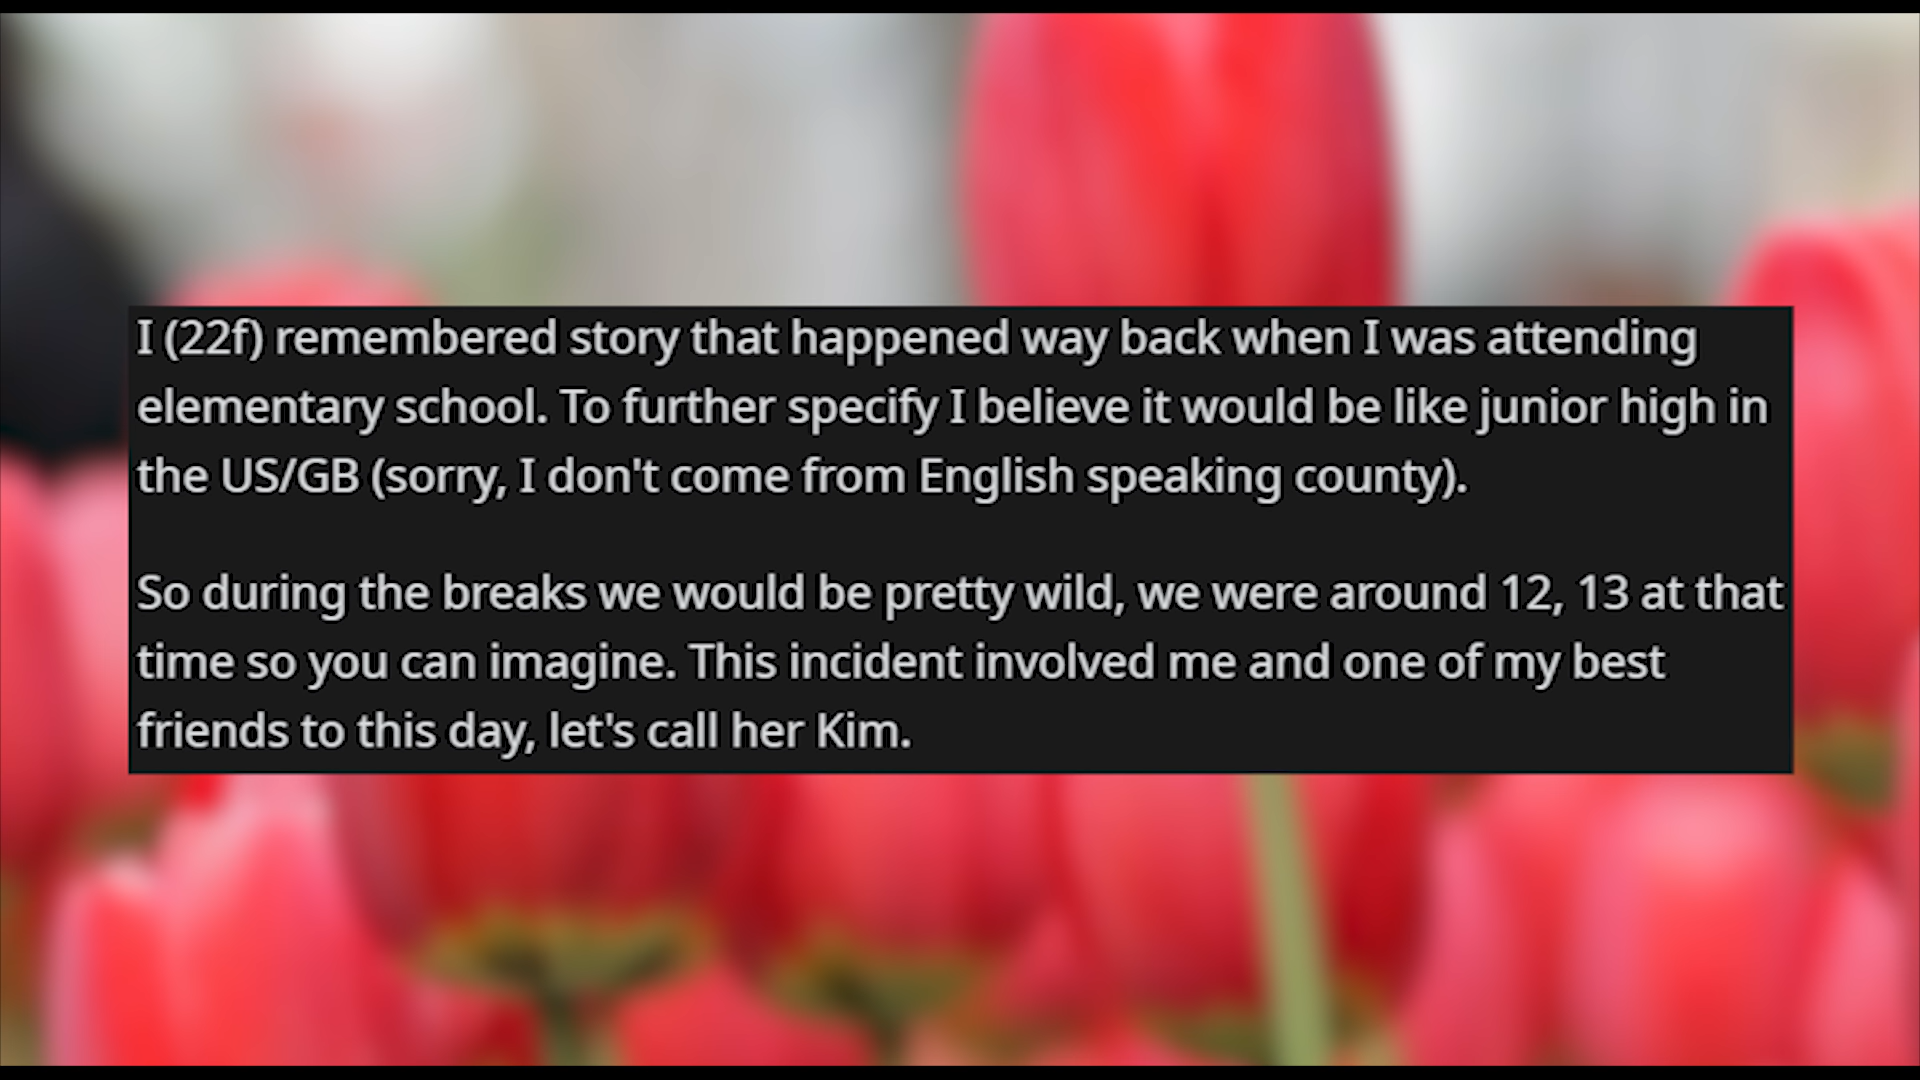 I (22f) remembered story that happened way back when I was attending
elementary school. To further specify I believe it would be like junior high in
the US/GB (sorry, I don't come from English speaking county).
So during the breaks we would be pretty wild, we were around 12, 13 at that
time so you can imagine. This incident involved me and one of my best
friends to this day, let's call her Kim.